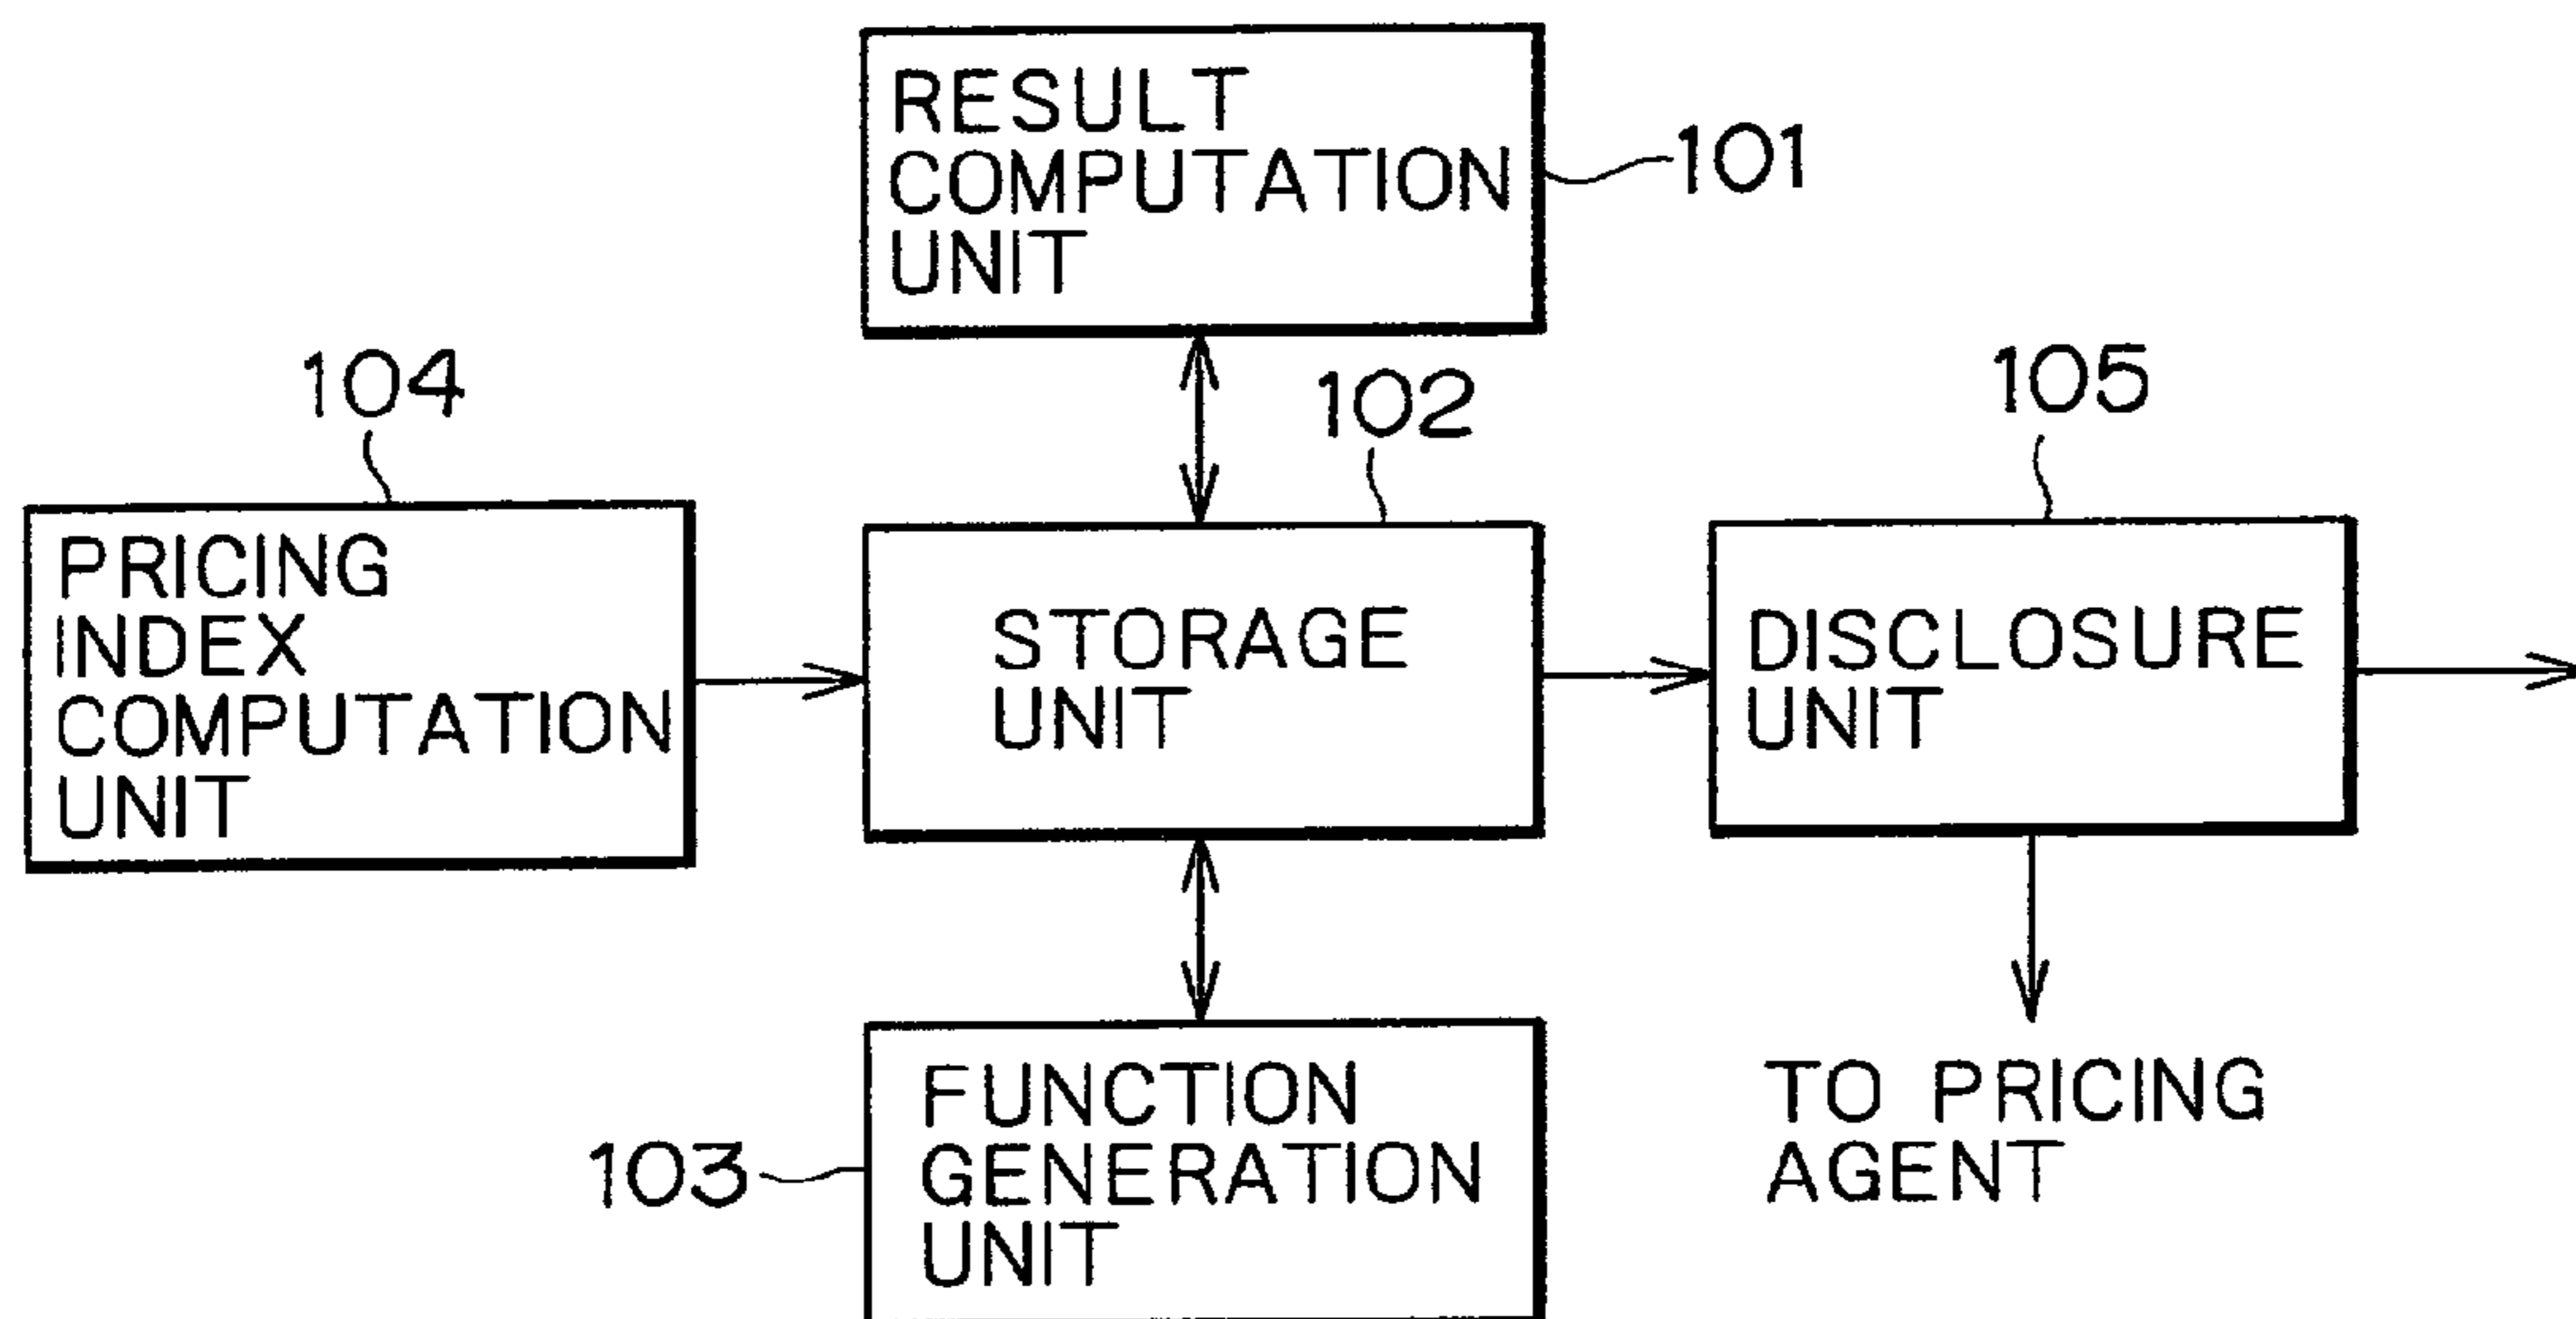 RESULT
COMPUTATION
UNIT
101
104
102
105
PRICING
INDEX
COMPUTATION
UNIT
STORAGE
UNIT
DISCLOSURE
UNIT
103
FUNCTION
GENERATION
UNIT
TO PRICING
AGENT